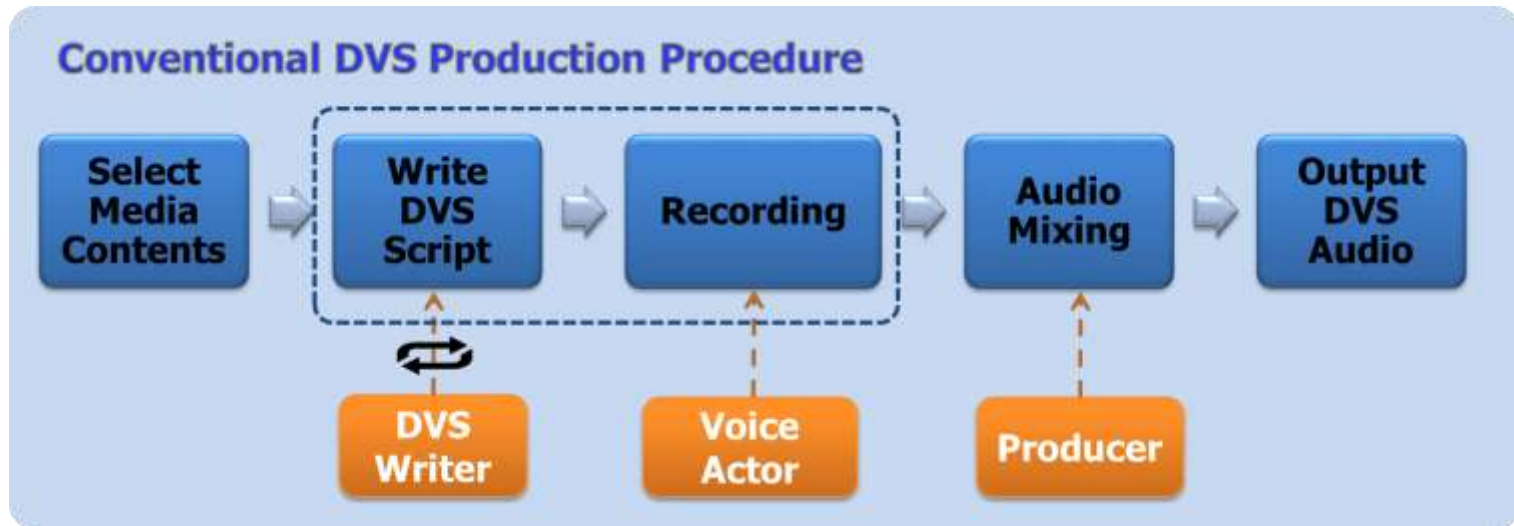 Conventional DVS Production Procedure
Select
Media
Contents
Write
DVS
Script
Recording
Audio
Mixing
Output
DVS
Audio
DVS
Writer
Voice
Actor
Producer